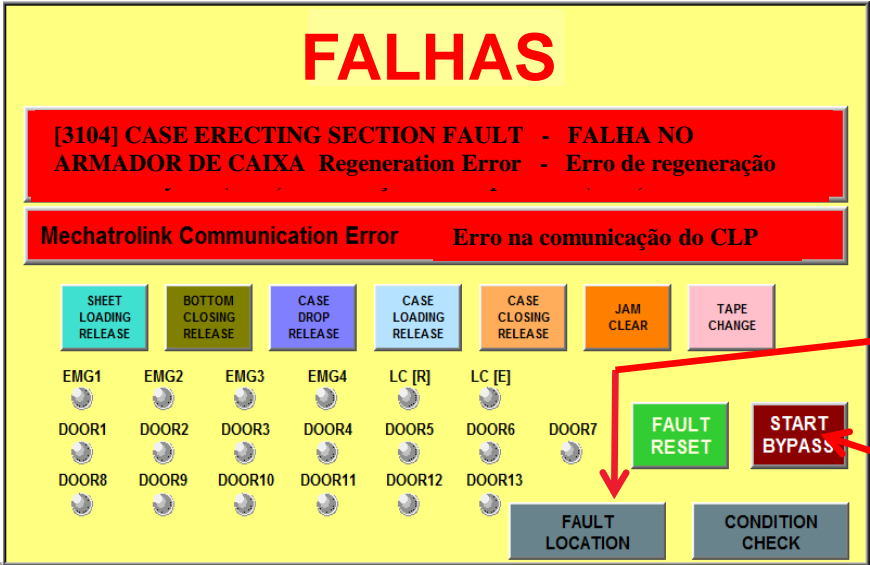 FALHAS
[3104] CASE ERECTING SECTION FAULT - FALHA NO
ARMADOR DE CAIXA Regeneration Error - Erro de regeneração
Mechatrolink Communication Error Erro na comunicação do CLP
SHEET
LOADING
RELEASE
BOTTOM
CLOSING
RELEASE
CASE
DROP
RELEASE
CASE
LOADING
RELEASE
CASE
CLOSING
RELEASE
JAM
CLEAR
TAPE
CHANGE
EMG1 EMG2 EMG3 EMG4 LC [R] LC [E]
DOOR1 DOOR2 DOOR3 DOOR4 DOOR5 DOOR6 DOOR7
DOOR8 DOOR9 DOOR10 DOOR11 DOOR12 DOOR13
FAULT
RESET
START
BYPASS
FAULT
LOCATION
CONDITION
CHECK